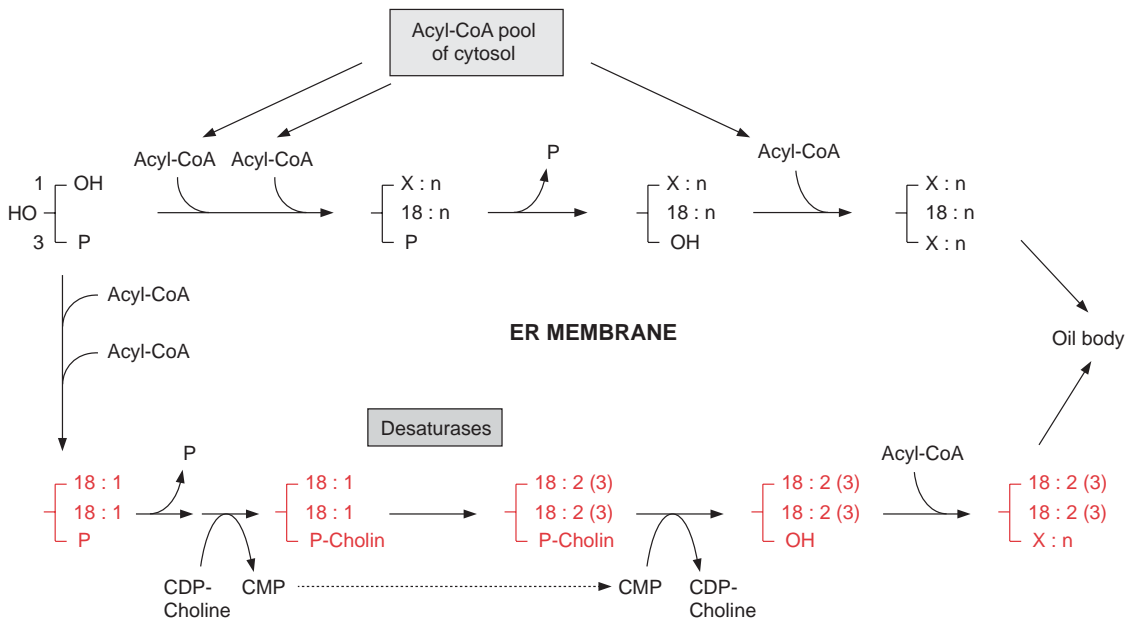 Acyl-CoA pool
of cytosol
Acyl-CoA Acyl-CoA P Acyl-CoA
1 OH X : n X : n X : n
HO 18 : n 18 : n 18 : n
3 P P OH X : n
Acyl-CoA
ER MEMBRANE
Oil body
Acyl-CoA
Desaturases
P Acyl-CoA
18 : 1 18 : 1 18 : 2 (3) 18 : 2 (3) 18 : 2 (3)
18 : 1 18 : 1 18 : 2 (3) 18 : 2 (3) 18 : 2 (3)
P P-Cholin P-Cholin OH X : n
CDP- CMP CMP CDP-
Choline Choline